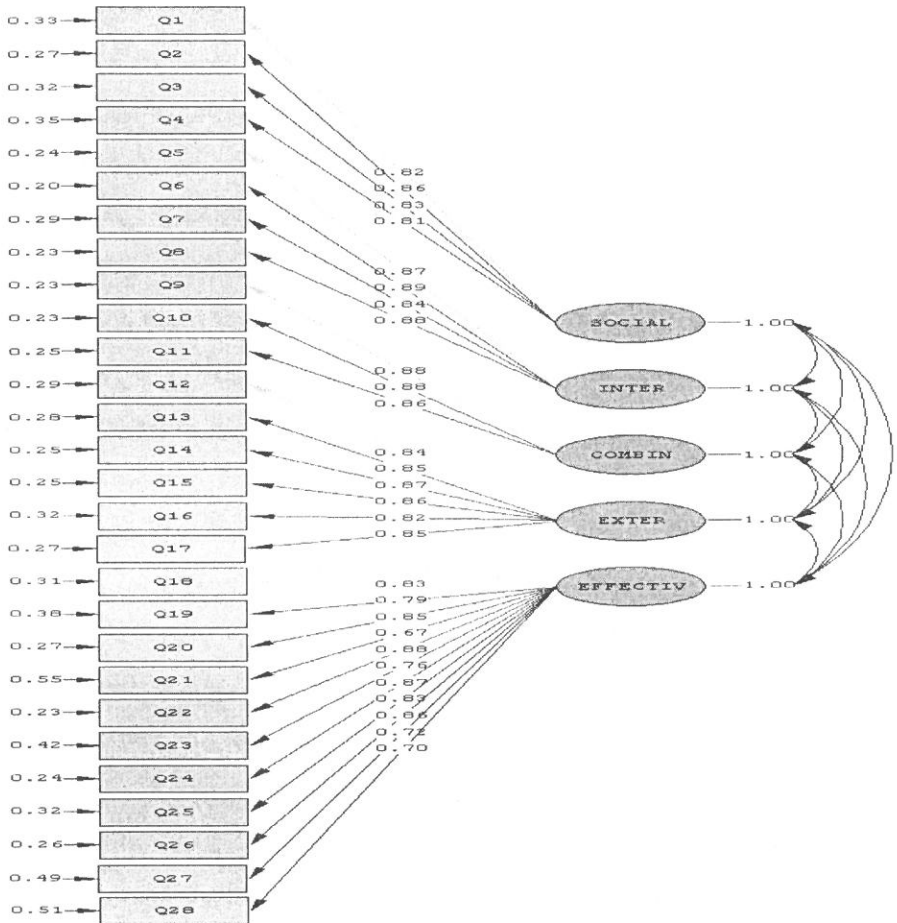 0.33 Q1
0.27 Q2
0.32 Q3
0.35 Q4
0.24 Q5
0.20 Q6
0.29 Q7
0.23 Q8
0.23 Q9
0.23 Q10
0.25 Q11
0.29 Q12
0.28 Q13
0.25 Q14
0.25 Q15
0.32 Q16
0.27 Q17
0.31 Q18
0.38 Q19
0.27 Q20
0.55 Q21
0.23 Q22
0.42 Q23
0.24 Q24
0.32 Q25
0.26 Q26
0.49 Q27
0.51 Q28
0.82
0.86
0.83
0.81
0.87
0.89
0.84
0.88
0.88
0.88
0.86
0.84
0.85
0.87
0.86
0.82
0.85
0.83
0.79
0.85
0.67
0.88
0.76
0.87
0.83
0.86
0.72
0.70
SOCIAL 1.00
INTER 1.00
COMBIN 1.00
EXTER 1.00
EFFECTIV 1.00